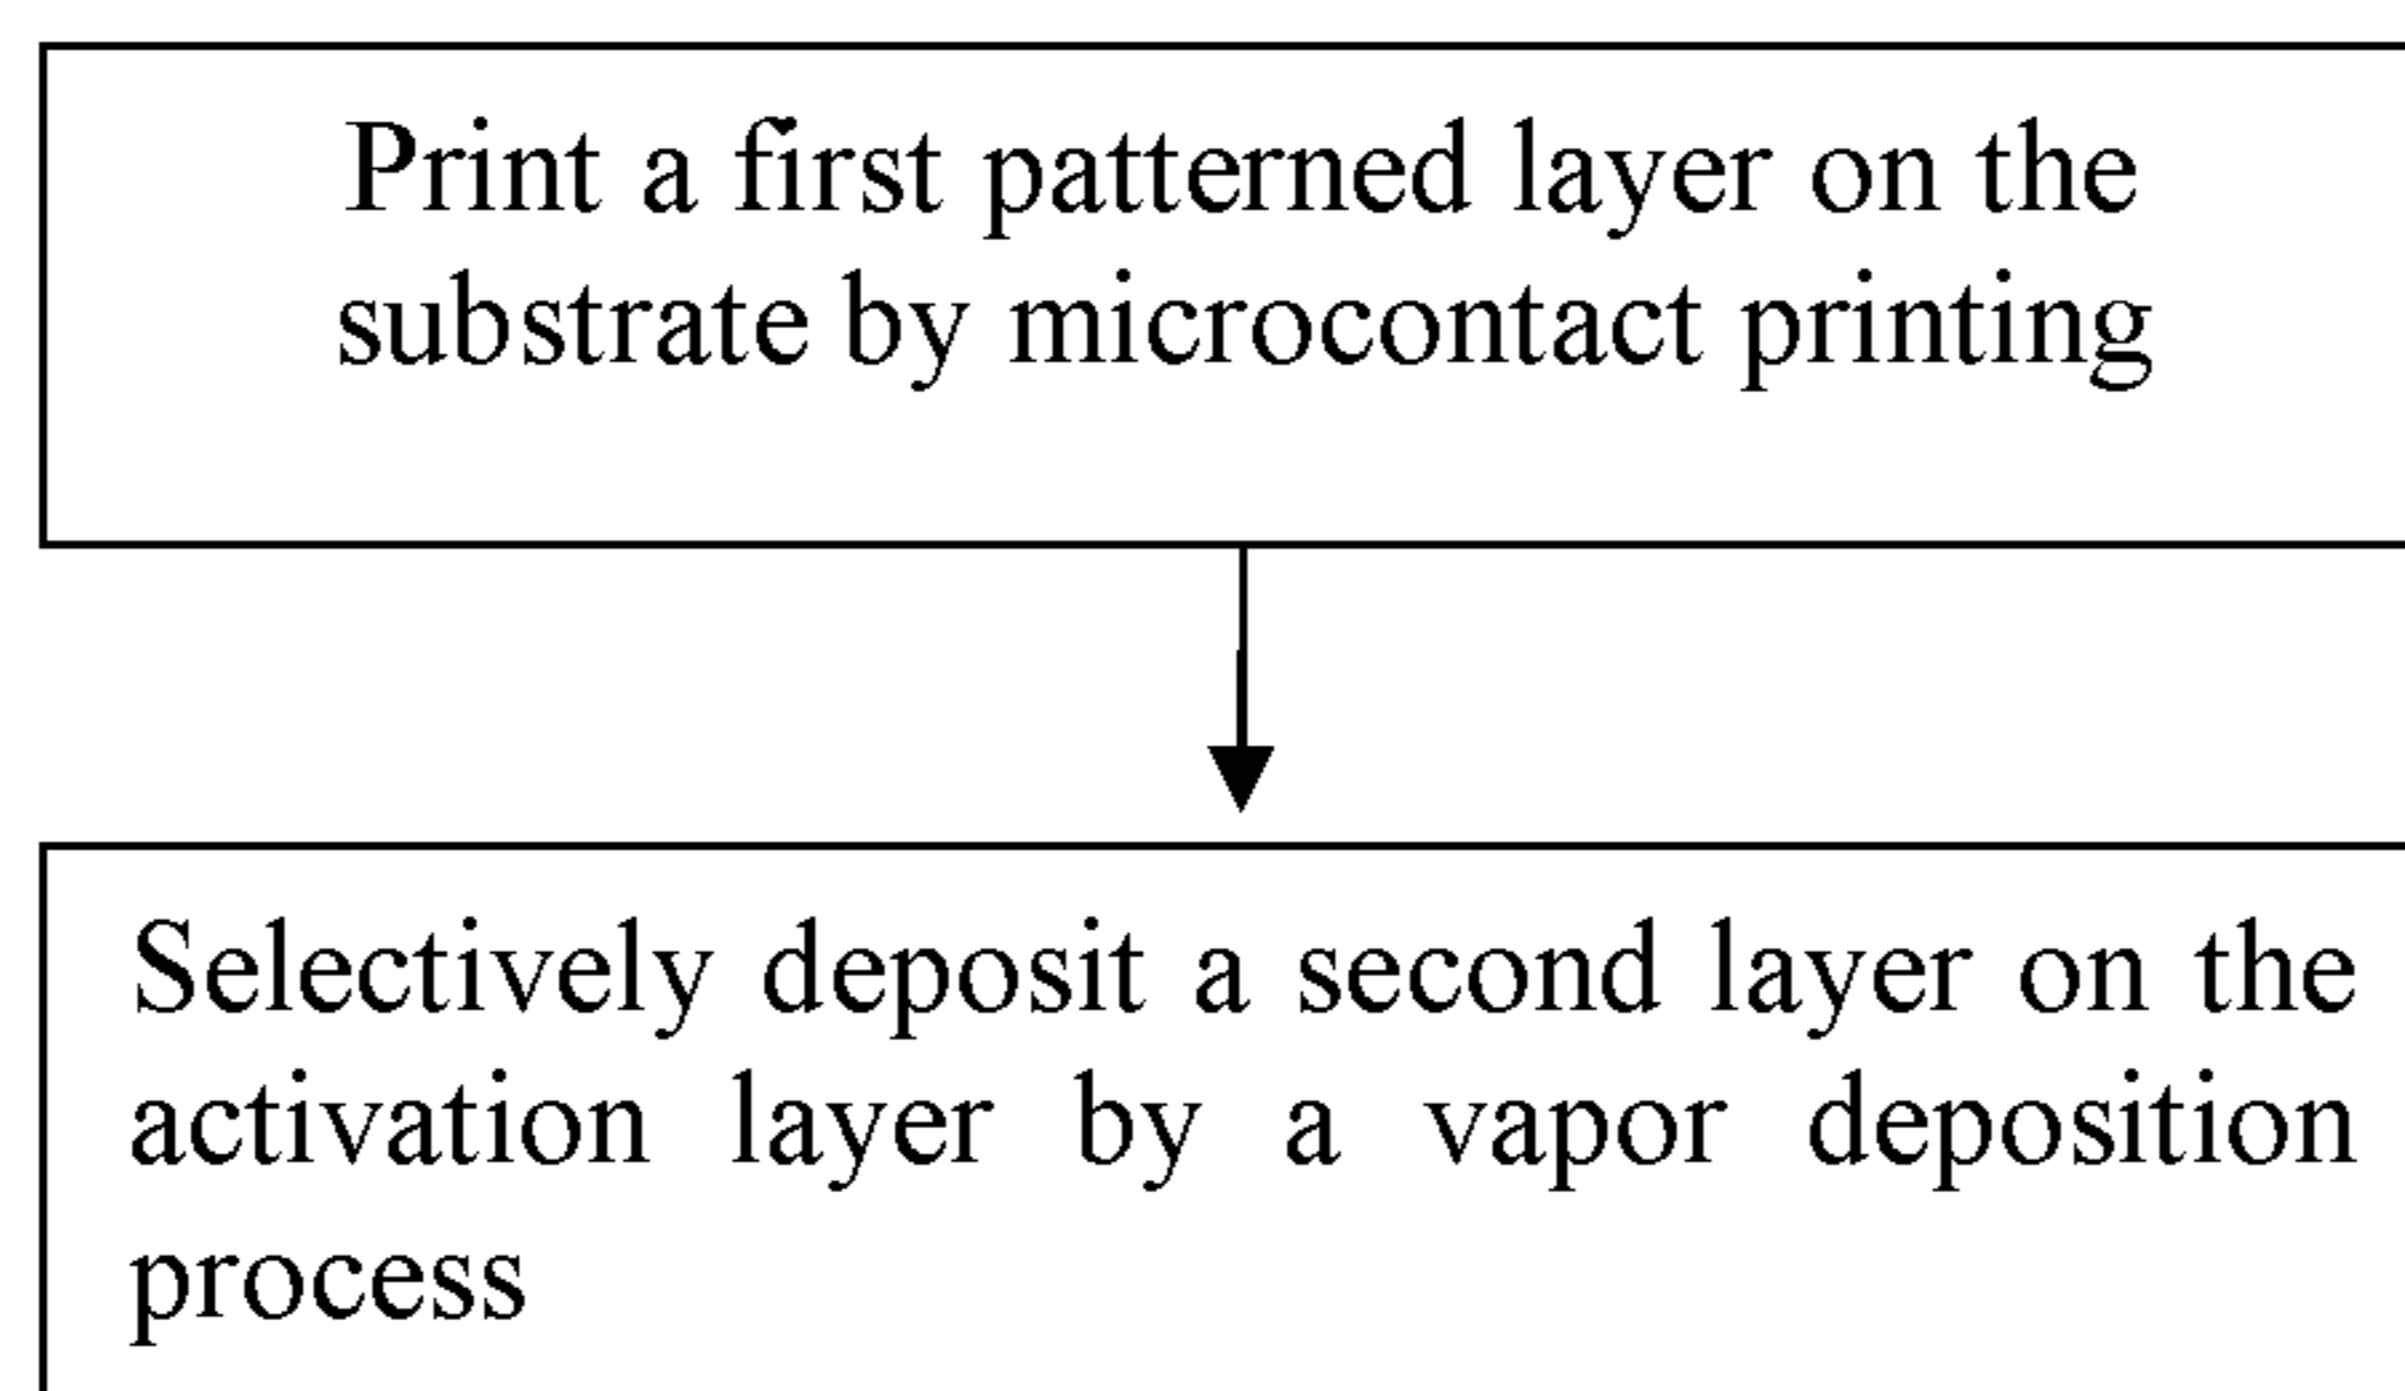 Print a first patterned layer on the
substrate by microcontact printing
Selectively deposit a second layer on the
activation layer by a vapor deposition
process